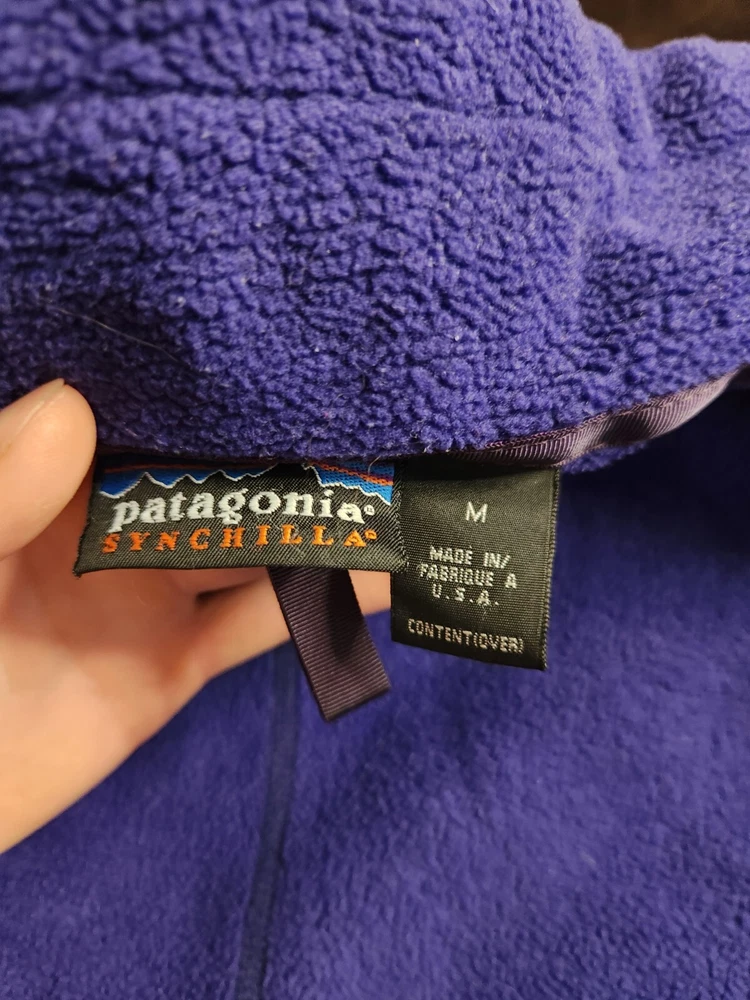 patagonia®
SYNCHILLA®
M
MADE IN/
FABRIQUE A
U.S.A.
CONTENT(OVER)